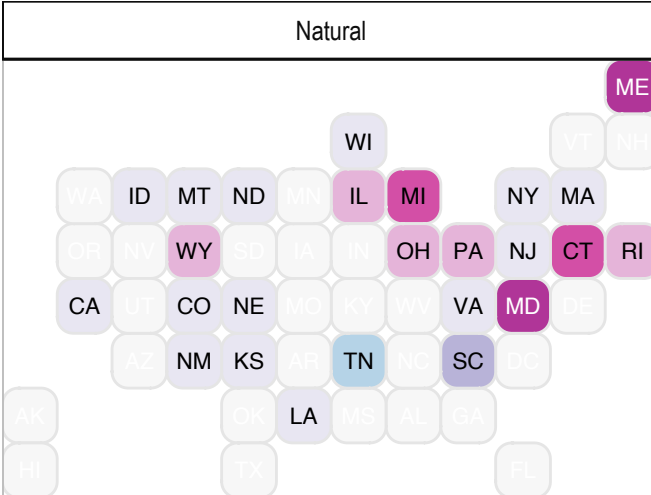 Natural
ME
WI VT NH
WA ID MT ND MN IL MI NY MA
OR NV WY SD IA IN OH PA NJ CT RI
CA UT CO NE MO KY WV VA MD DE
AZ NM KS AR TN NC SC DC
AK OK LA MS AL GA
HI TX FL